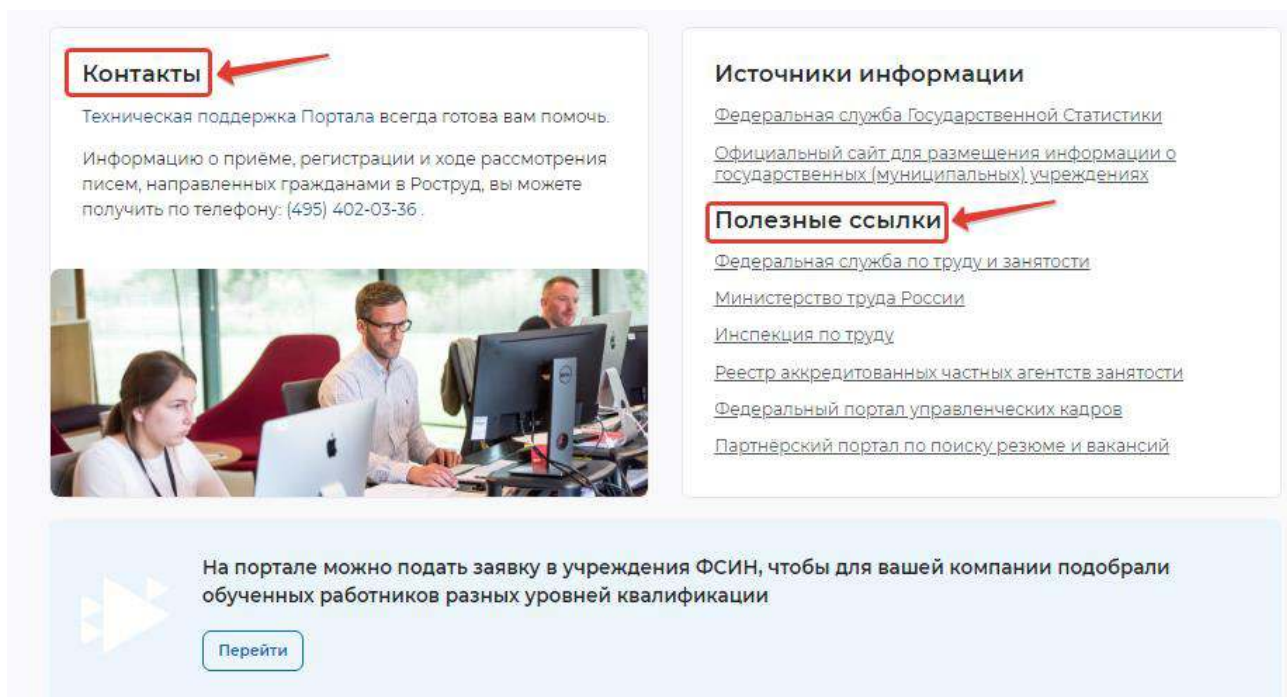 Контакты
Техническая поддержка Портала всегда готова вам помочь.
Информацию о приёме, регистрации и ходе рассмотрения
писем, направленных гражданами в Роструд, вы можете
получить по телефону: (495) 402-03-36 .
Источники информации
Федеральная служба Государственной Статистики
Официальный сайт для размещения информации о
государственных (муниципальных) учреждениях
Полезные ссылки
Федеральная служба по труду и занятости
Министерство труда России
Инспекция по труду
Реестр аккредитованных частных агентств занятости
Федеральный портал управленческих кадров
Партнёрский портал по поиску резюме и вакансий
На портале можно подать заявку в учреждения ФСИН, чтобы для вашей компании подобрали
обученных работников разных уровней квалификации
Перейти